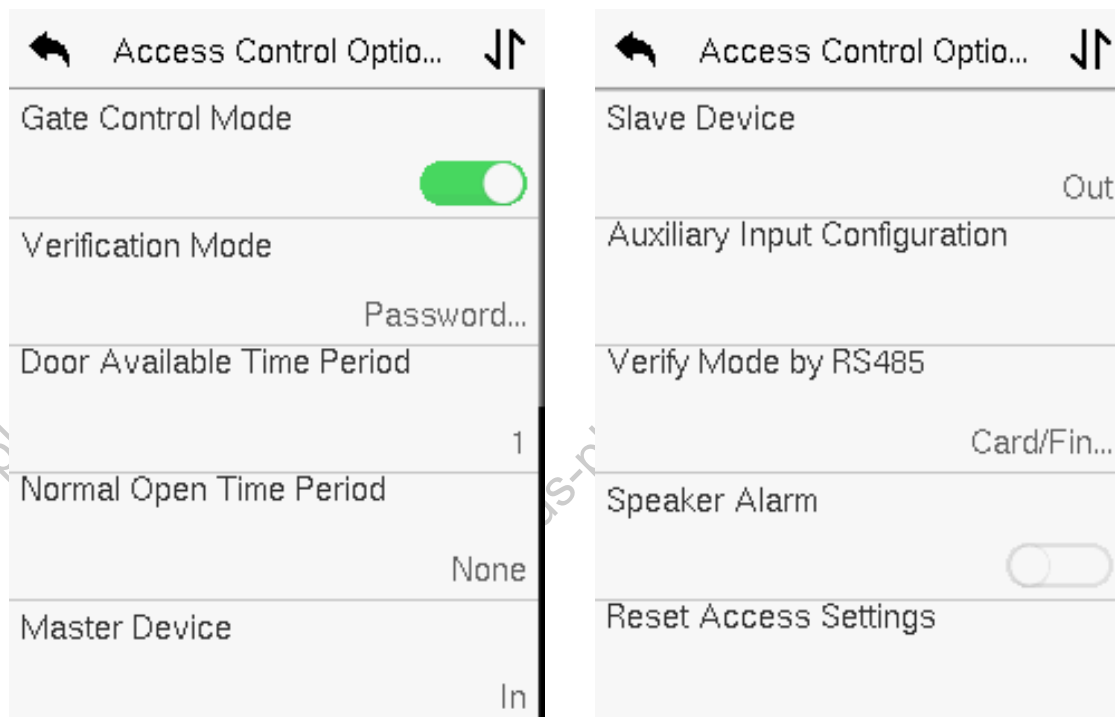 Access Control Optio...
Gate Control Mode
Verification Mode
Password...
Door Available Time Period
1
Normal Open Time Period
None
Master Device
In
Access Control Optio...
Slave Device
Out
Auxiliary Input Configuration
Verify Mode by RS485
Card/Fin...
Speaker Alarm
Reset Access Settings